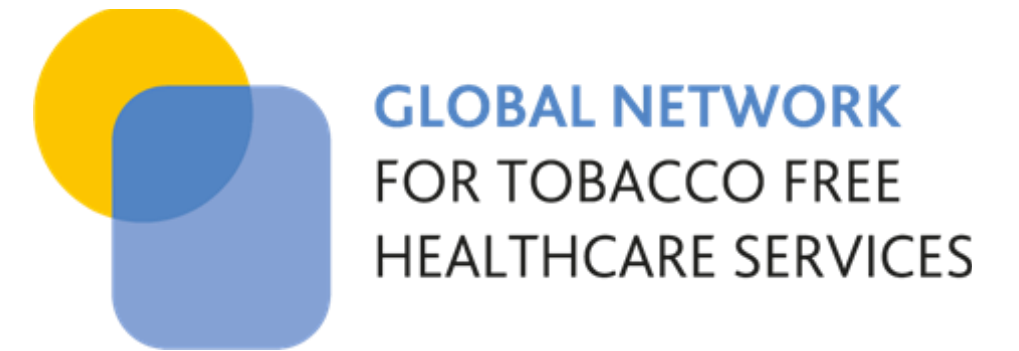 GLOBAL NETWORK
FOR TOBACCO FREE
HEALTHCARE SERVICES